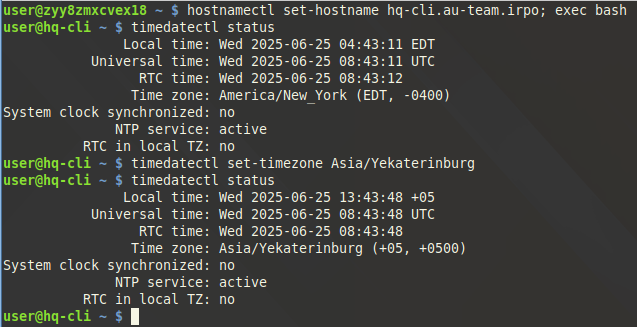 user@zyy8zmxcvex18 ~ $ hostnamectl set-hostname hq-cli.au-team.irpo; exec bash
user@hq-cli ~ $ timedatectl status
Local time: Wed 2025-06-25 04:43:11 EDT
Universal time: Wed 2025-06-25 08:43:11 UTC
RTC time: Wed 2025-06-25 08:43:12
Time zone: America/New_York (EDT, -0400)
System clock synchronized: no
NTP service: active
RTC in local TZ: no
user@hq-cli ~ $ timedatectl set-timezone Asia/Yekaterinburg
user@hq-cli ~ $ timedatectl status
Local time: Wed 2025-06-25 13:43:48 +05
Universal time: Wed 2025-06-25 08:43:48 UTC
RTC time: Wed 2025-06-25 08:43:48
Time zone: Asia/Yekaterinburg (+05, +0500)
System clock synchronized: no
NTP service: active
RTC in local TZ: no
user@hq-cli ~ $